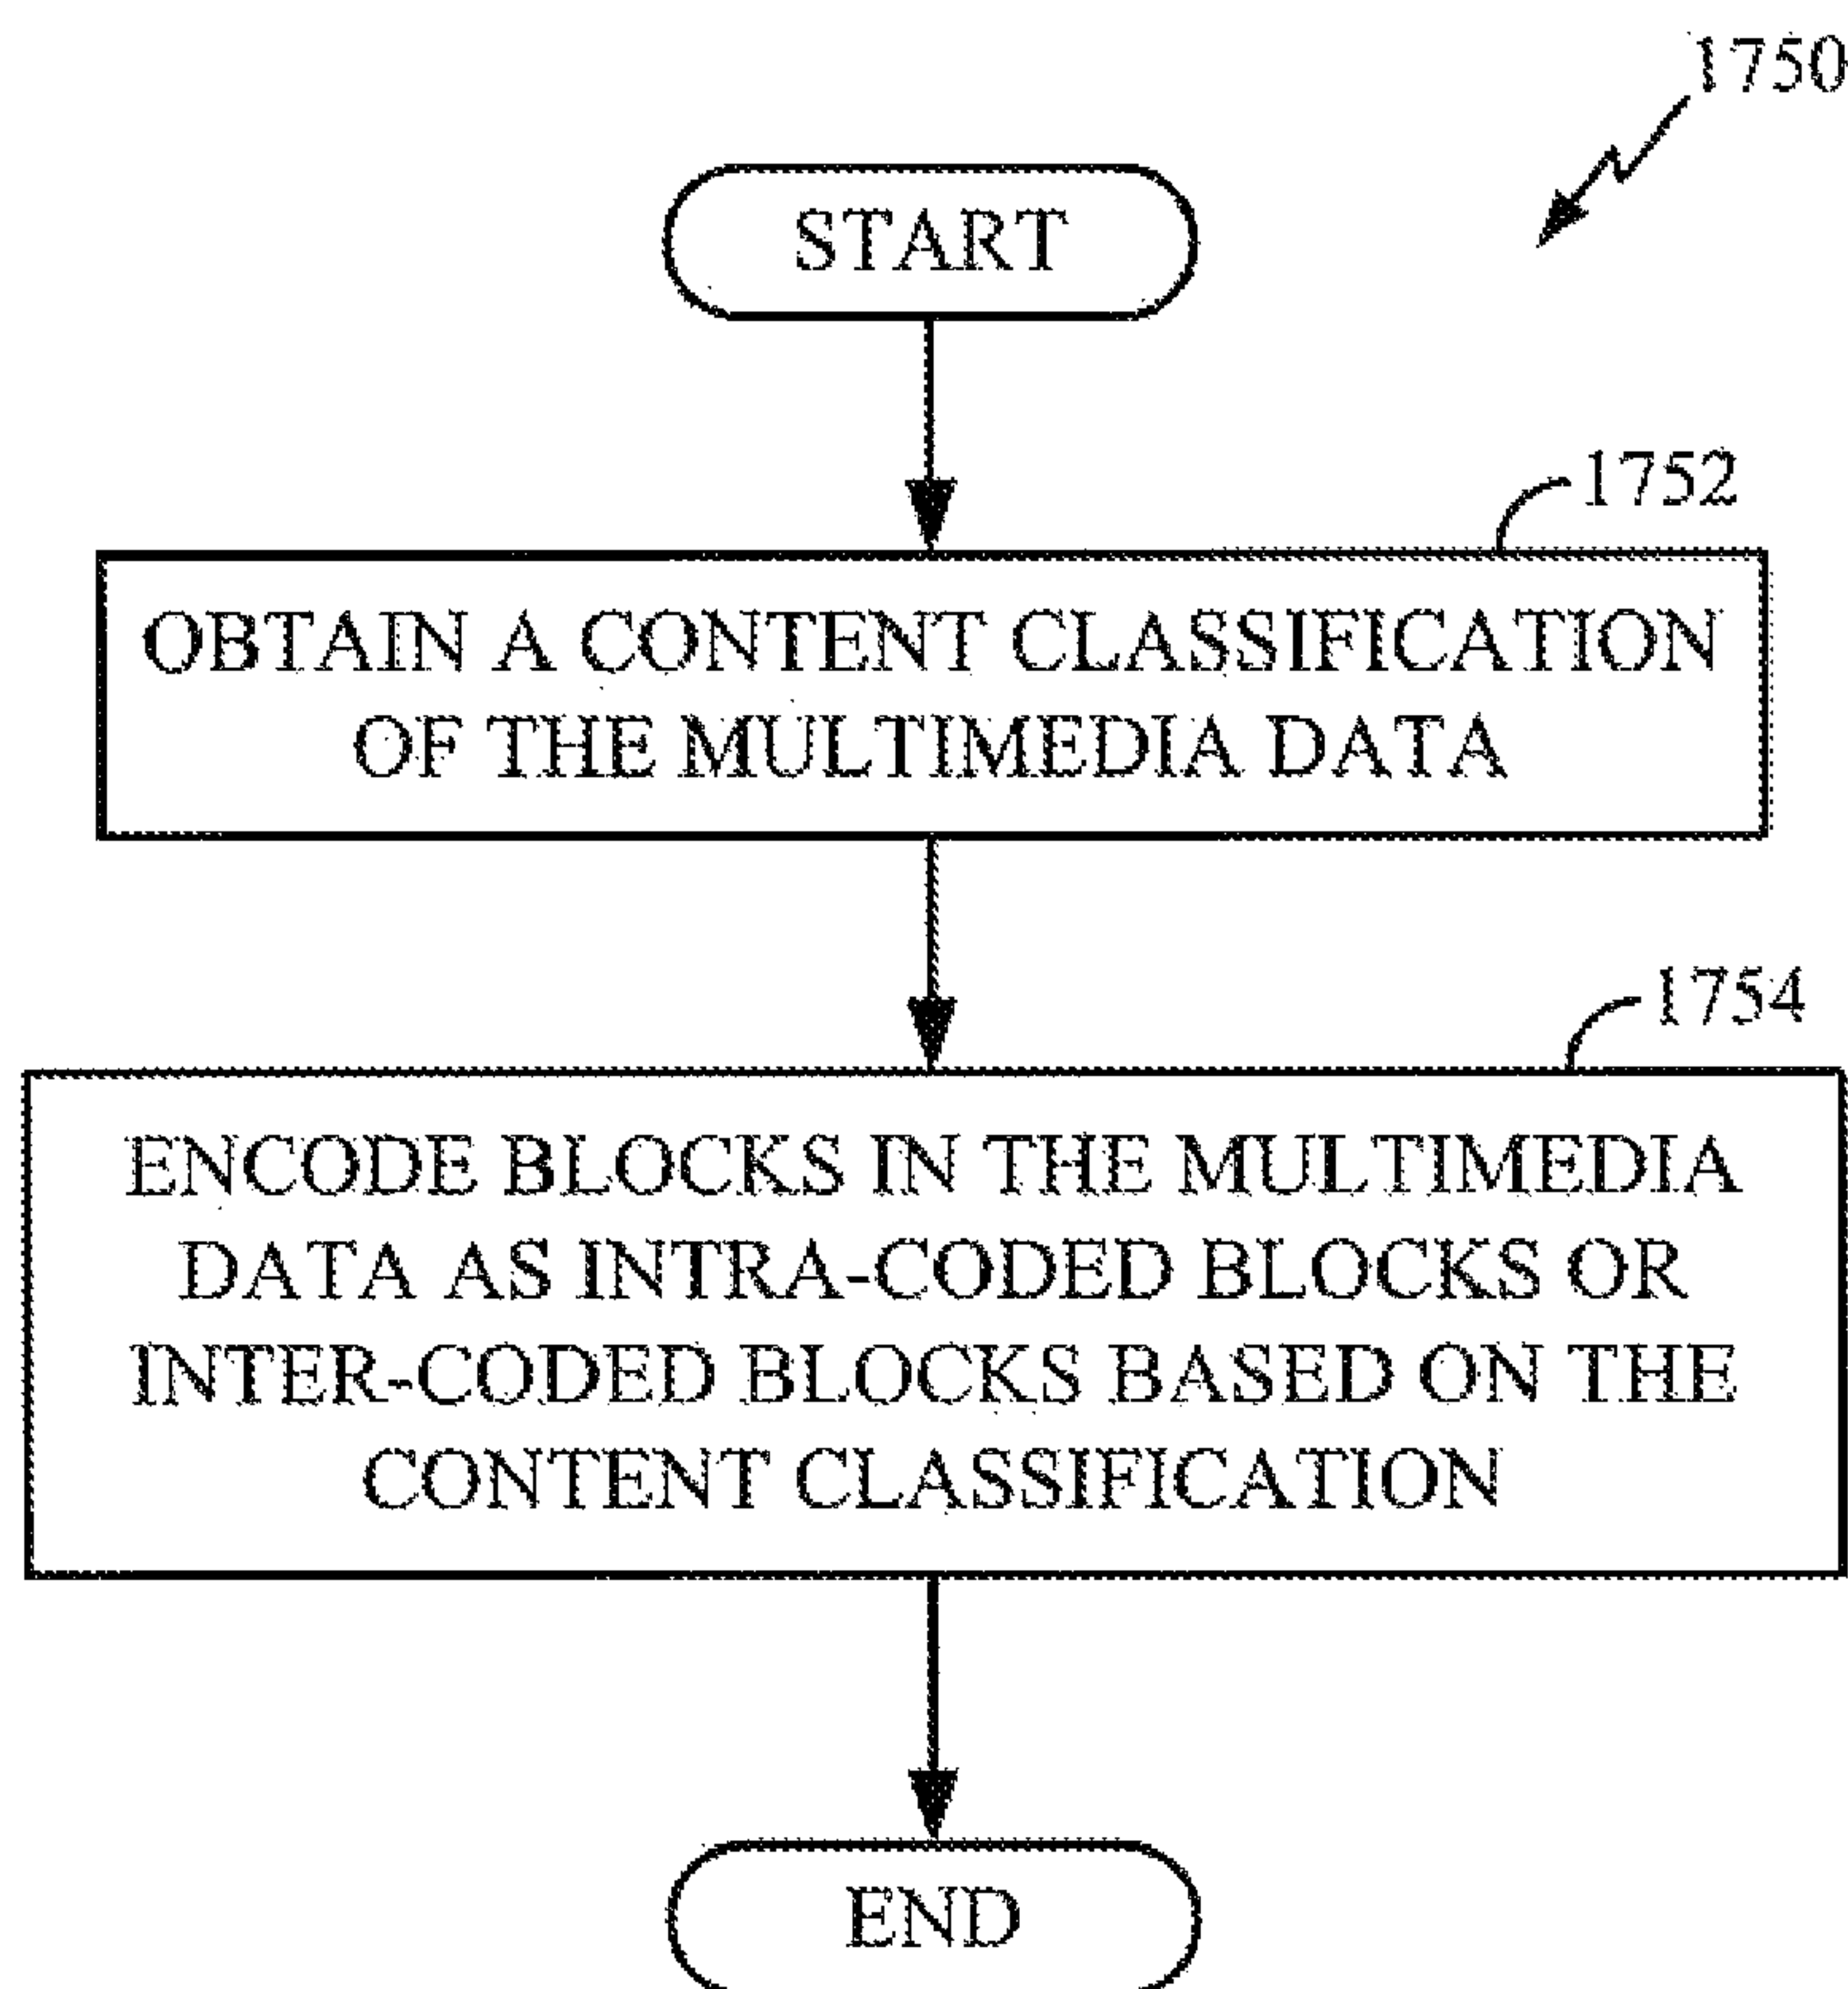 1750
START
1752
OBTAIN A CONTENT CLASSIFICATION
OF THE MULTIMEDIA DATA
1754
ENCODE BLOCKS IN THE MULTIMEDIA
DATA AS INTRA-CODED BLOCKS OR
INTER-CODED BLOCKS BASED ON THE
CONTENT CLASSIFICATION
END